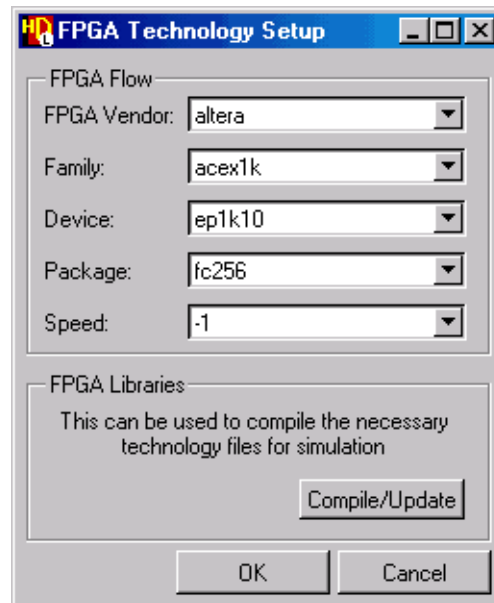 HDL FPGA Technology Setup
FPGA Flow
FPGA Vendor: altera
Family: acex1k
Device: ep1k10
Package: fc256
Speed: -1
FPGA Libraries
This can be used to compile the necessary
technology files for simulation
Compile/Update
OK Cancel